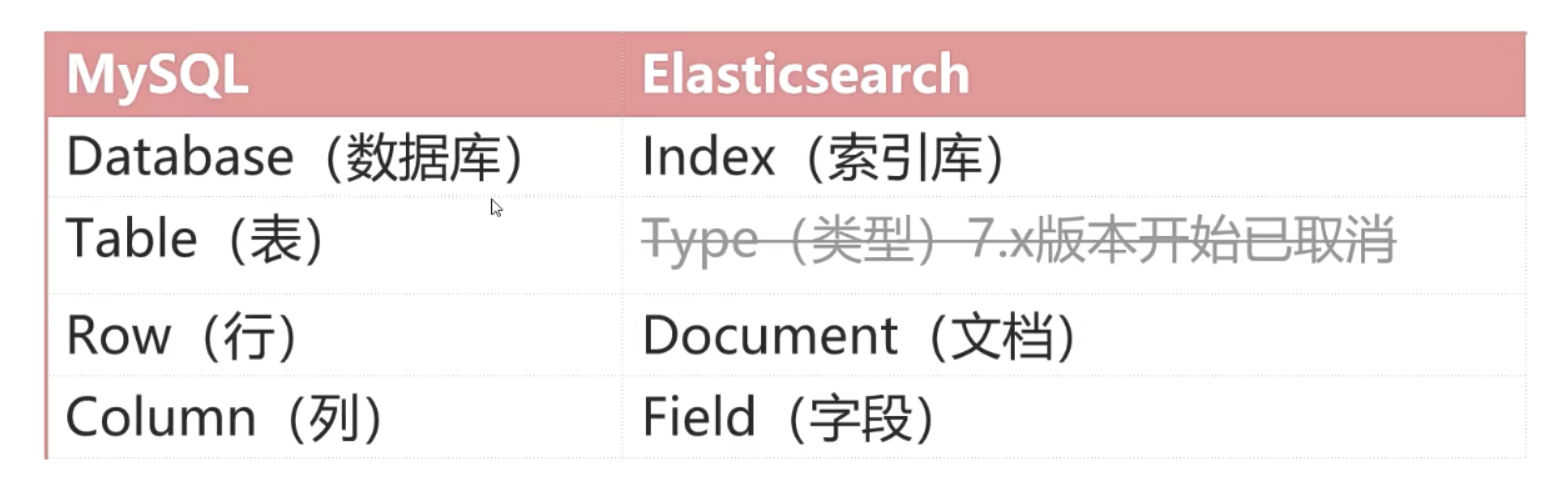 MySQL Elasticsearch
Database（数据库） Index（索引库）
Table（表） Type（类型）7.x版本开始已取消
Row（行） Document（文档）
Column（列） Field（字段）